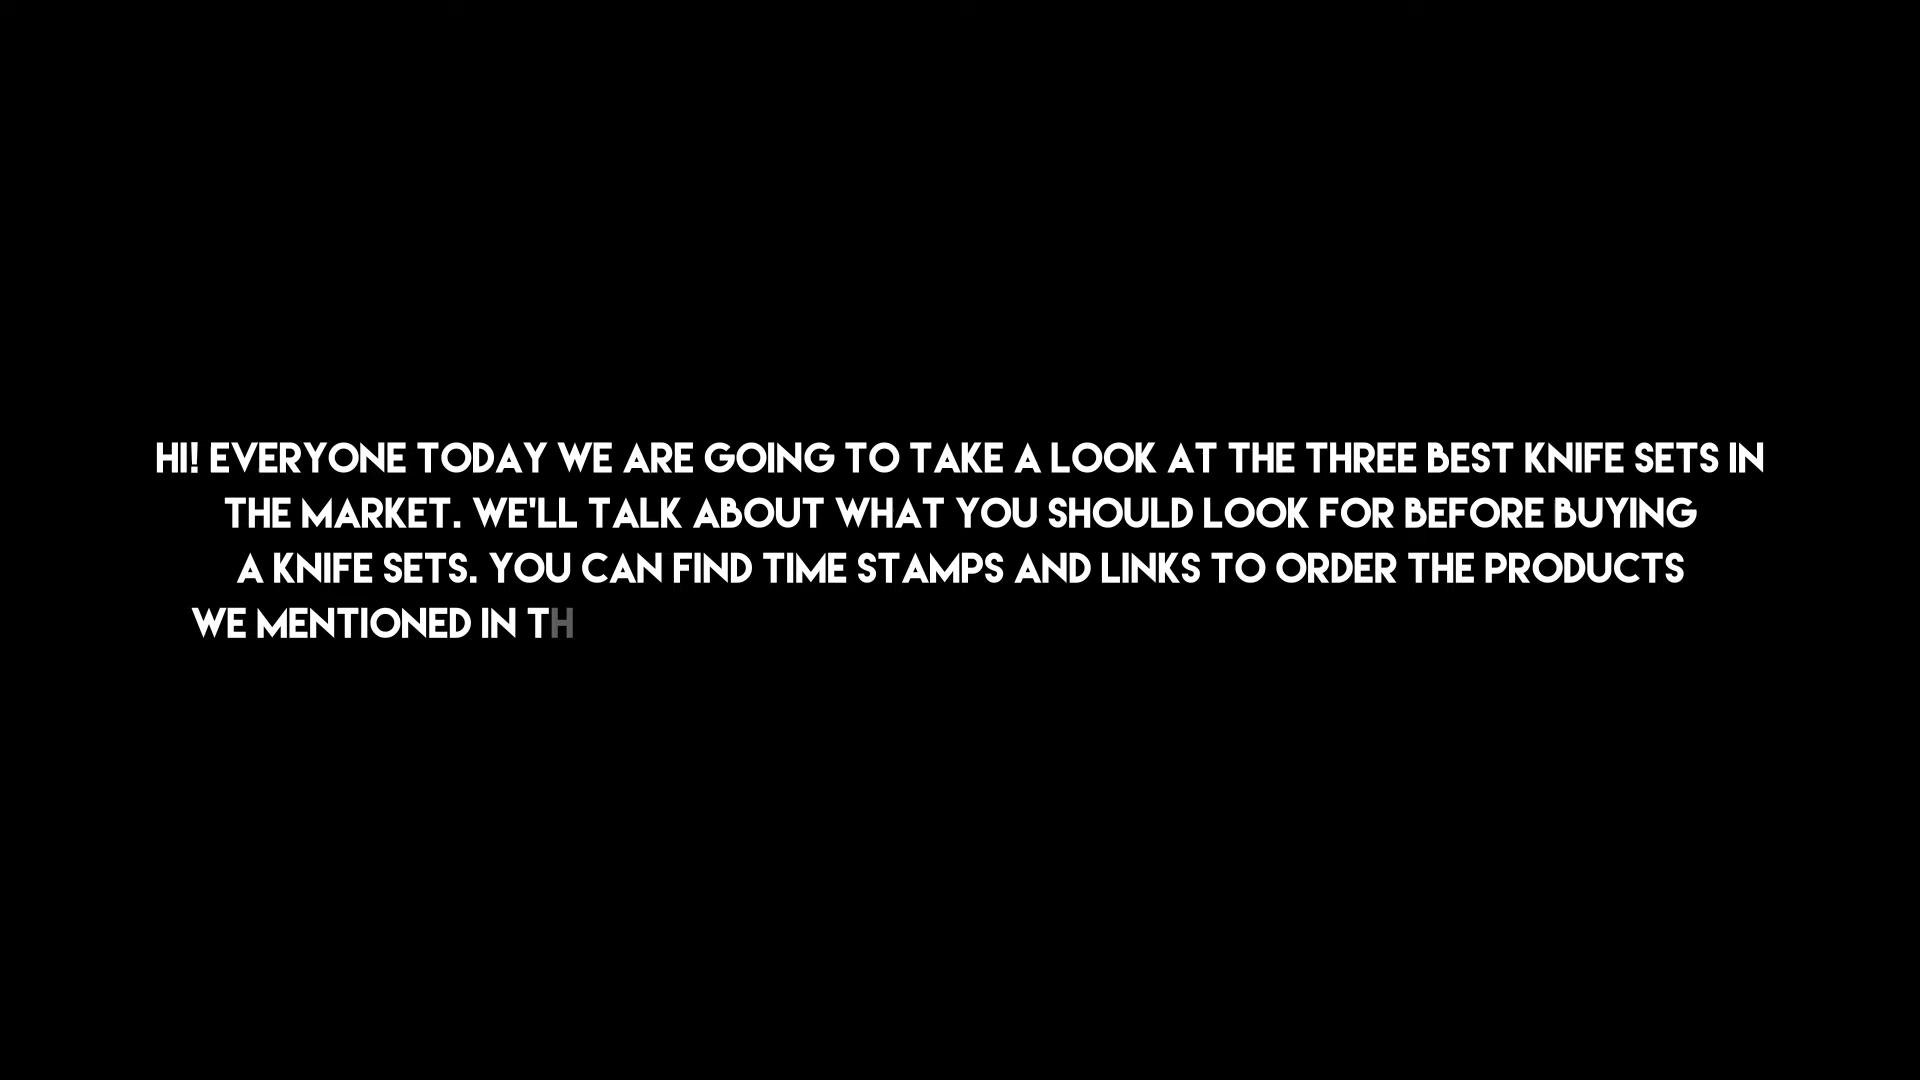 HI! EVERYONE TODAY WE ARE GOING TO TAKE A LOOK AT THE THREE BEST KNIFE SETS IN
THE MARKET. WE'LL TALK ABOUT WHAT YOU SHOULD LOOK FOR BEFORE BUYING
A KNIFE SETS. YOU CAN FIND TIME STAMPS AND LINKS TO ORDER THE PRODUCTS
WE MENTIONED IN TH